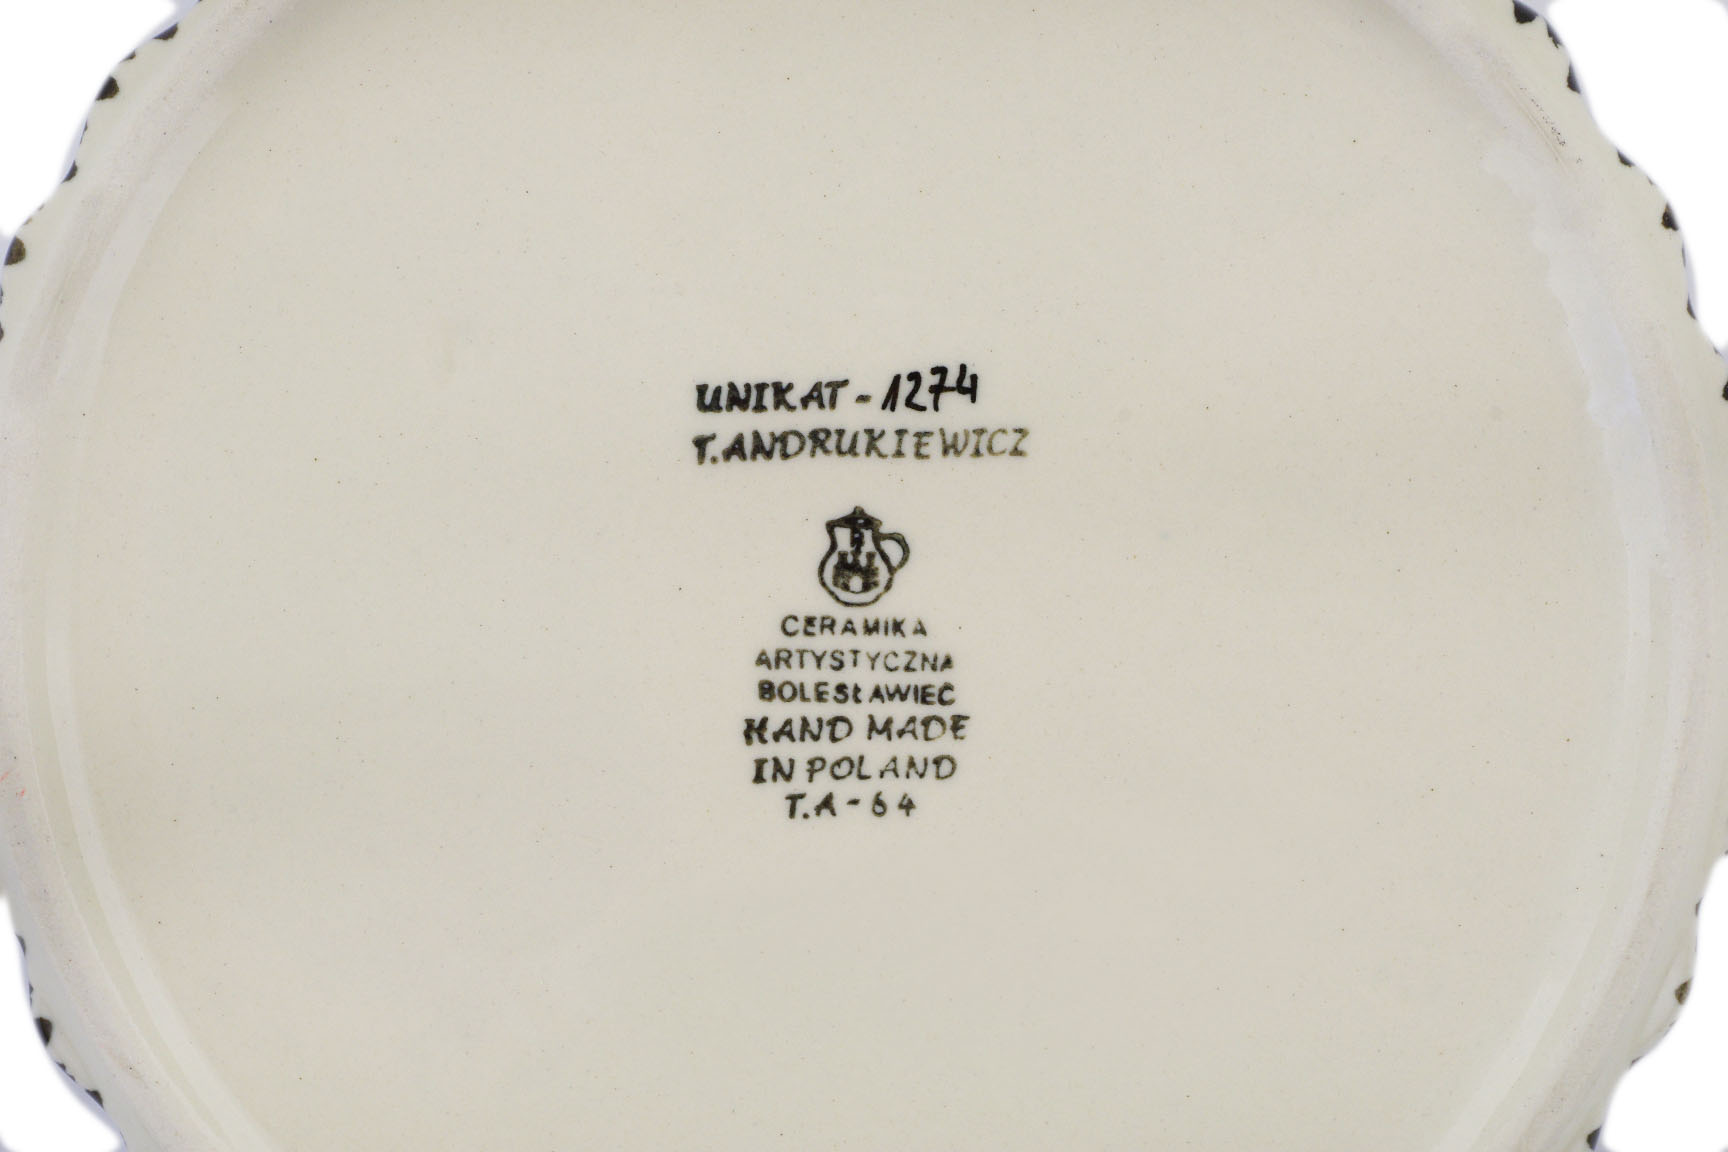 UNIKAT - 1274
T. ANDRUKIEWICZ
CERAMIKA
ARTYSTYCZNA
BOLESŁAWIEC
HAND MADE
IN POLAND
T.A - 64